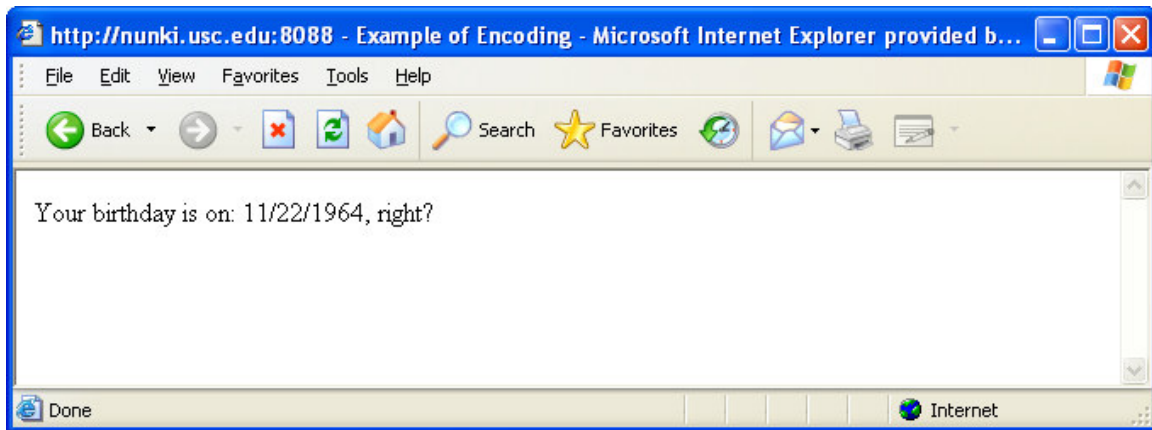 http://nunki.usc.edu:8088 - Example of Encoding - Microsoft Internet Explorer provided b...
File Edit View Favorites Tools Help
Back Search Favorites
Your birthday is on: 11/22/1964, right?
Done Internet